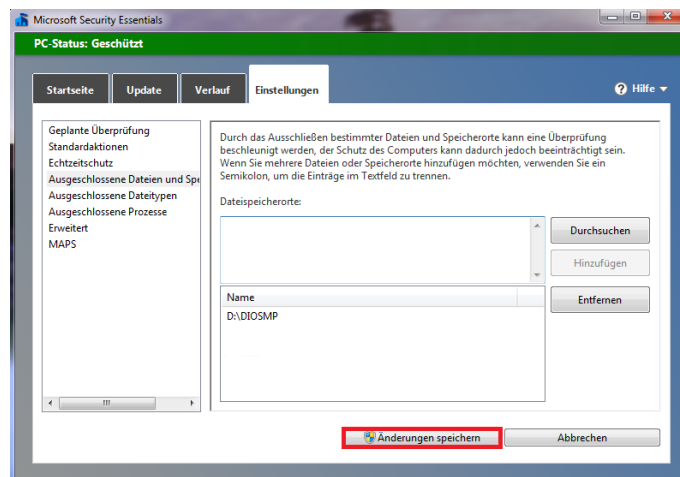 Microsoft Security Essentials
PC-Status: Geschützt
Startseite
Update
Verlauf
Einstellungen
Hilfe
Geplante Überprüfung
Standardaktionen
Echtzeitschutz
Ausgeschlossene Dateien und Spe
Ausgeschlossene Dateitypen
Ausgeschlossene Prozesse
Erweitert
MAPS
Durch das Ausschließen bestimmter Dateien und Speicherorte kann eine Überprüfung
beschleunigt werden, der Schutz des Computers kann dadurch jedoch beeinträchtigt sein.
Wenn Sie mehrere Dateien oder Speicherorte hinzufügen möchten, verwenden Sie ein
Semikolon, um die Einträge im Textfeld zu trennen.
Dateispeicherorte:
Durchsuchen
Hinzufügen
Name
Entfernen
D:\DIOSMP
Änderungen speichern
Abbrechen